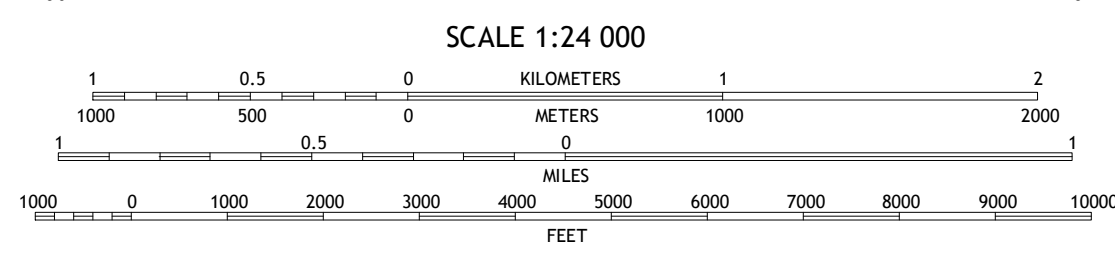 SCALE 1:24 000
1 0.5 0 KILOMETERS 1 2
1000 500 0 METERS 1000 2000
1 0.5 0 1
MILES
1000 0 1000 2000 3000 4000 5000 6000 7000 8000 9000 10000
FEET